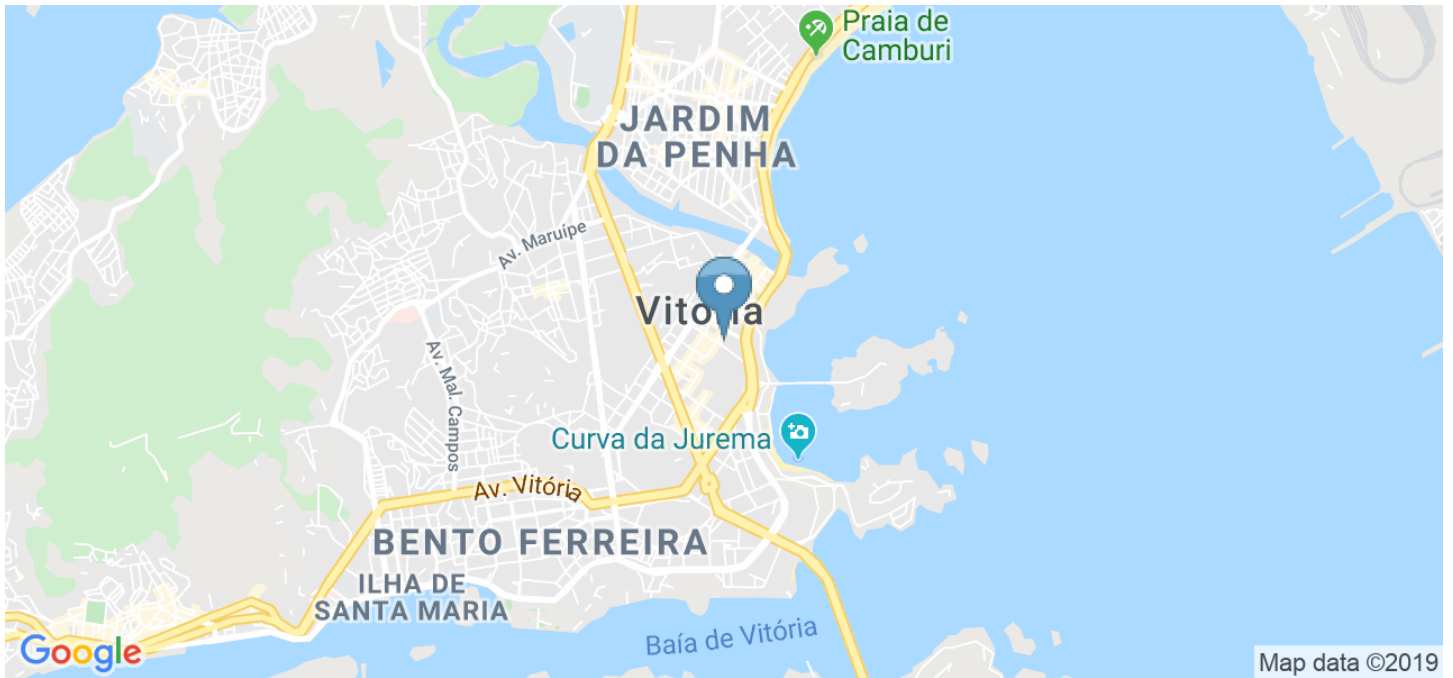 Praia de
Camburi
JARDIM
DA PENHA
Av. Maruípe
Vitória
Av. Mal. Campos
Curva da Jurema
Av. Vitória
BENTO FERREIRA
ILHA DE
SANTA MARIA
Baía de Vitória
Google
Map data ©2019